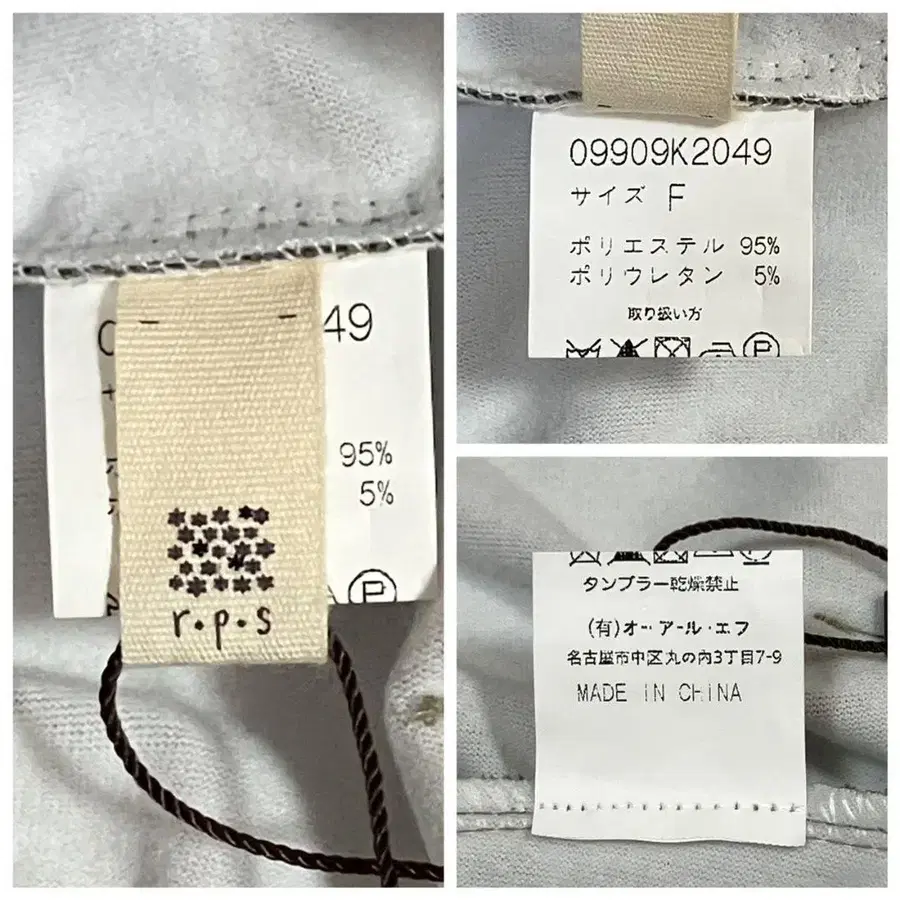 49
95%
5%
P
r.p.s
09909K2049
サイズ F
ポリエステル 95%
ポリウレタン 5%
取り扱い方
P
タンブラー乾燥禁止
(有)オー・アール・エフ
名古屋市中区丸の内3丁目7-9
MADE IN CHINA